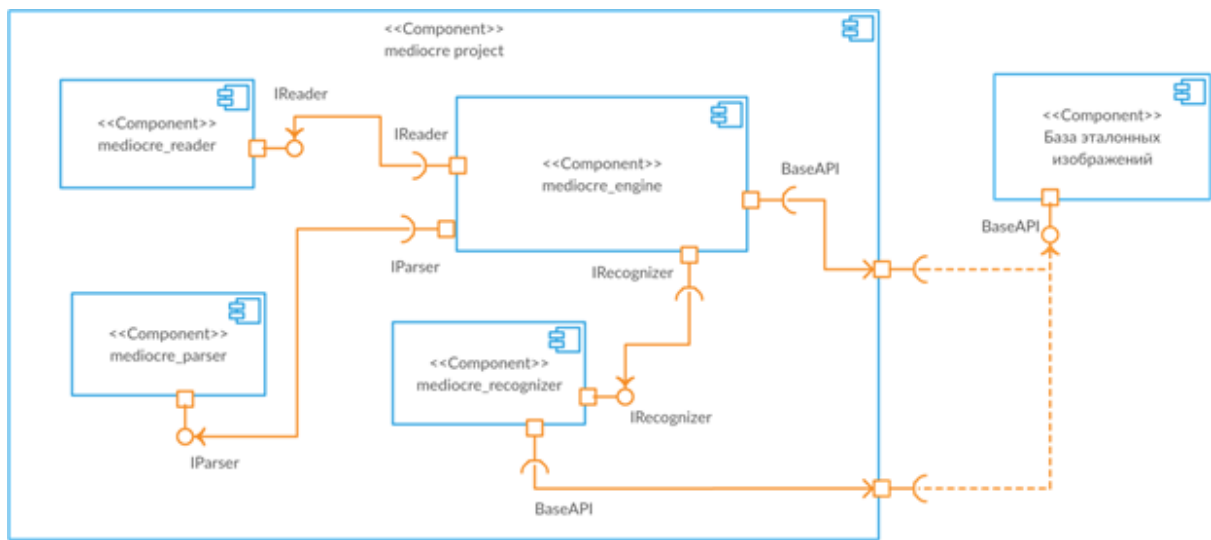 <<Component>>
mediocre project
<<Component>>
mediocre_reader
IReader
IReader
<<Component>>
mediocre_engine
BaseAPI
<<Component>>
База эталонных
изображений
BaseAPI
IParser
IRecognizer
<<Component>>
mediocre_parser
IParser
<<Component>>
mediocre_recognizer
IRecognizer
BaseAPI